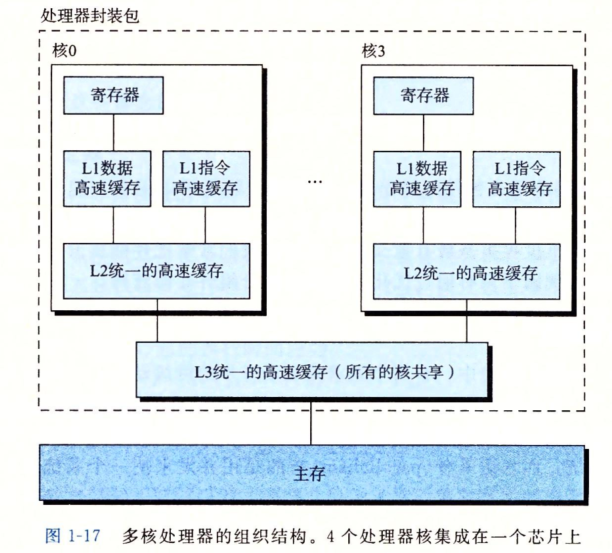 处理器封装包
核0
核3
寄存器
寄存器
L1数据
高速缓存
L1指令
高速缓存
...
L1数据
高速缓存
L1指令
高速缓存
L2统一的高速缓存
L2统一的高速缓存
L3统一的高速缓存（所有的核共享）
主存
图 1-17 多核处理器的组织结构。4 个处理器核集成在一个芯片上